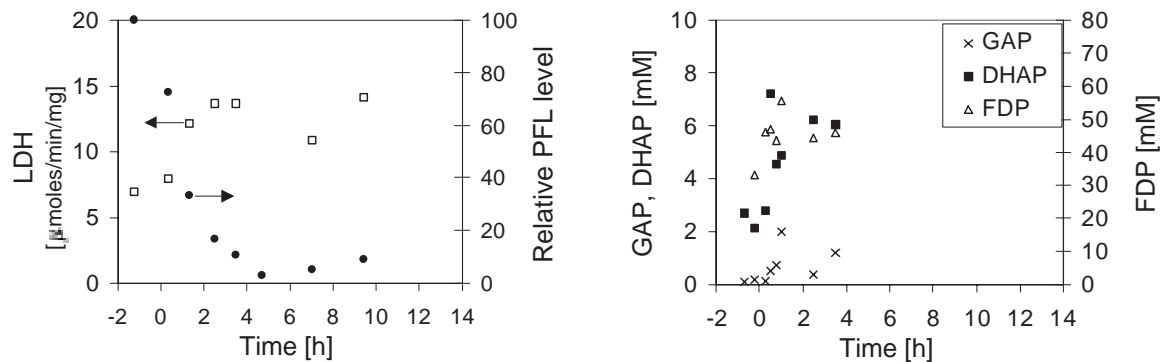 20
15
10
5
0
LDH
[µmoles/min/mg]
100
80
60
40
20
0
Relative PFL level
-2 0 2 4 6 8 10 12 14
Time [h]
10
8
6
4
2
0
GAP, DHAP [mM]
GAP
DHAP
FDP
80
70
60
50
40
30
20
10
0
FDP [mM]
-2 0 2 4 6 8 10 12 14
Time [h]